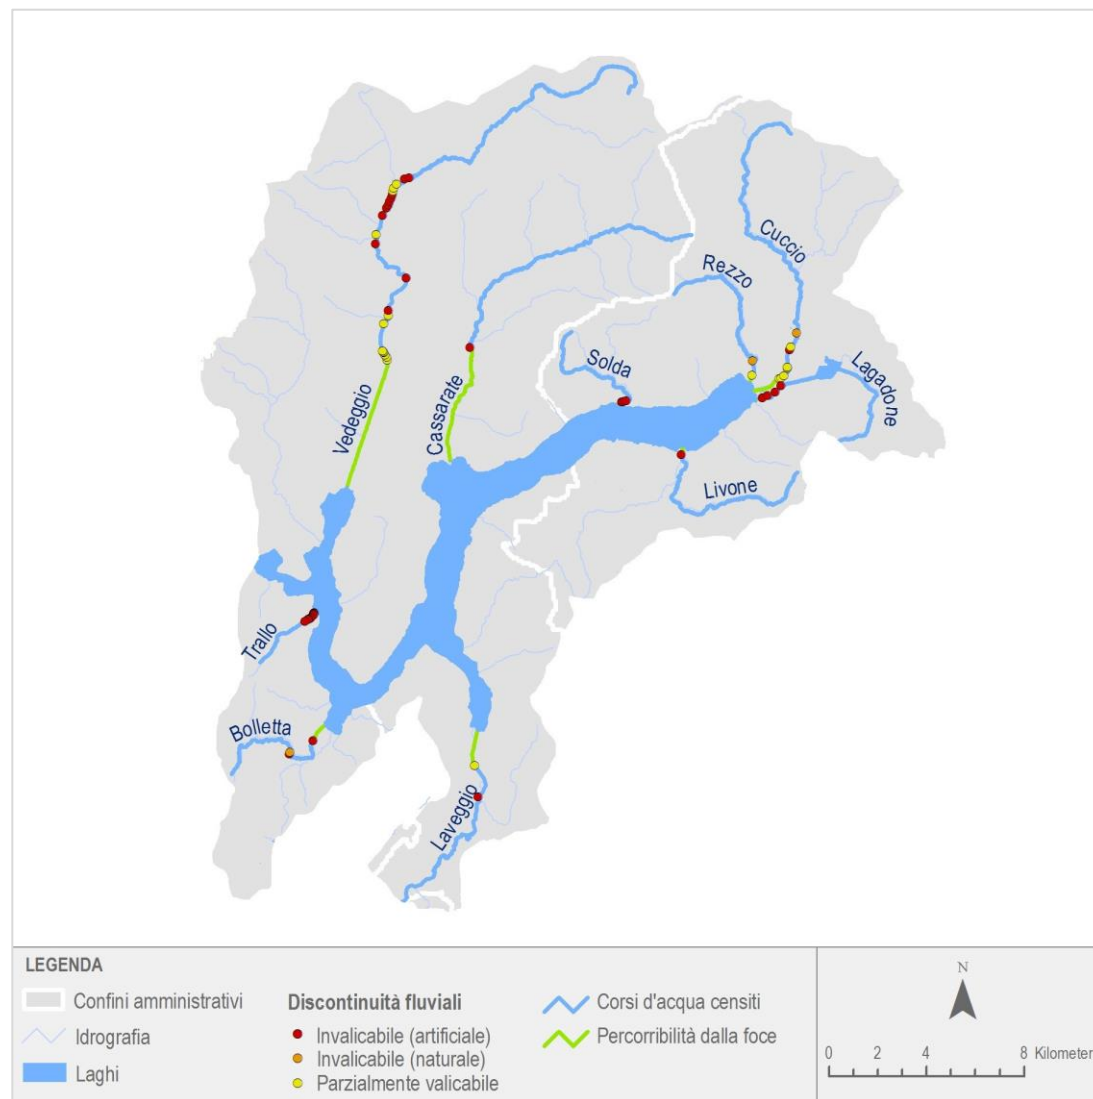 Cuccio
Rezzo
Solda
Lagadone
Cassarate
Vedeggio
Livone
Trallo
Bolletta
Laveggio
LEGENDA
Confini amministrativi
Idrografia
Laghi
Discontinuità fluviali
Invalicabile (artificiale)
Invalicabile (naturale)
Parzialmente valicabile
Corsi d'acqua censiti
Percorribilità dalla foce
N
0 2 4 8 Kilometer